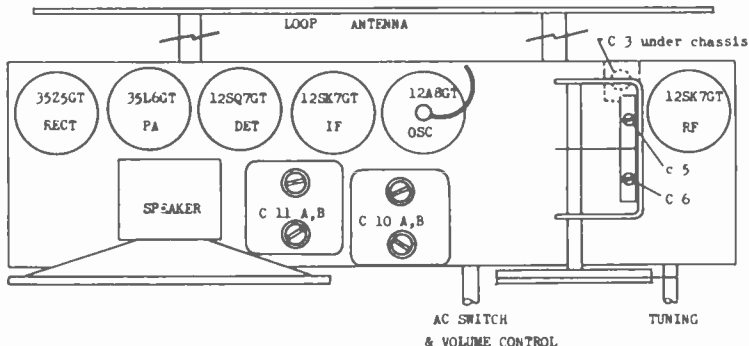 LOOP ANTENNA
C 3 under chassis
35Z5GT
RECT
35L6GT
PA
12SQ7GT
DET
12SK7GT
IF
12A8GT
OSC
12SK7GT
RF
C 5
C 6
SPEAKER
C 11 A,B
C 10 A,B
AC SWITCH
& VOLUME CONTROL
TUNING